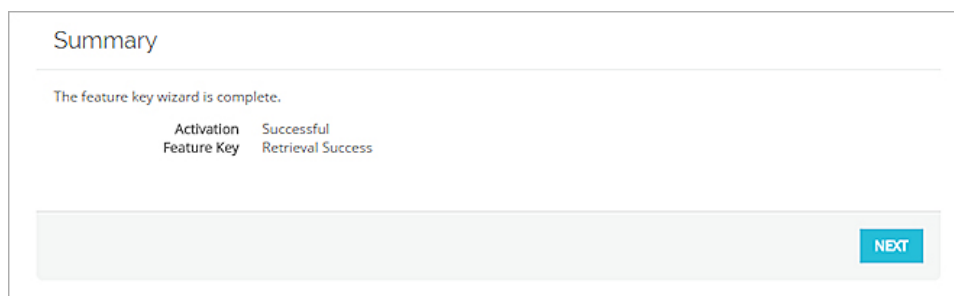 Summary
The feature key wizard is complete.
Activation Successful
Feature Key Retrieval Success
NEXT